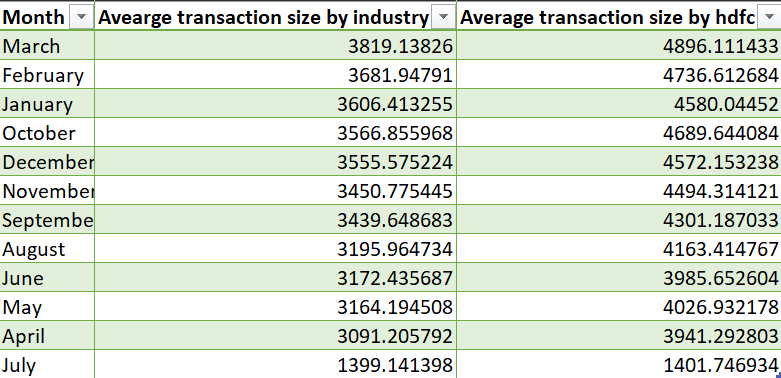 Month Avearge transaction size by industry Average transaction size by hdfc
March 3819.13826 4896.111433
February 3681.94791 4736.612684
January 3606.413255 4580.04452
October 3566.855968 4689.644084
December 3555.575224 4572.153238
November 3450.775445 4494.314121
Septembe 3439.648683 4301.187033
August 3195.964734 4163.414767
June 3172.435687 3985.652604
May 3164.194508 4026.932178
April 3091.205792 3941.292803
July 1399.141398 1401.746934